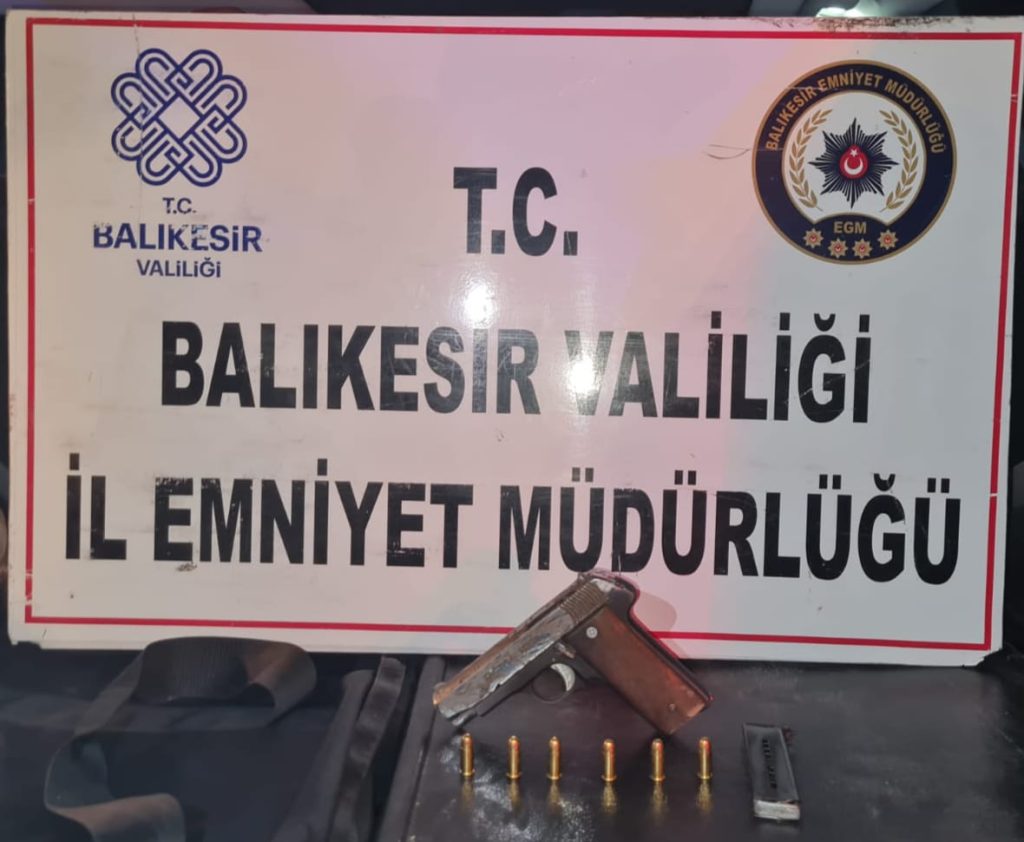 T.C.
BALIKESİR
VALİLİĞİ
BALIKESİR EMNİYET MÜDÜRLÜĞÜ
EGM
T.C.
BALIKESİR VALİLİĞİ
İL EMNİYET MÜDÜRLÜĞÜ